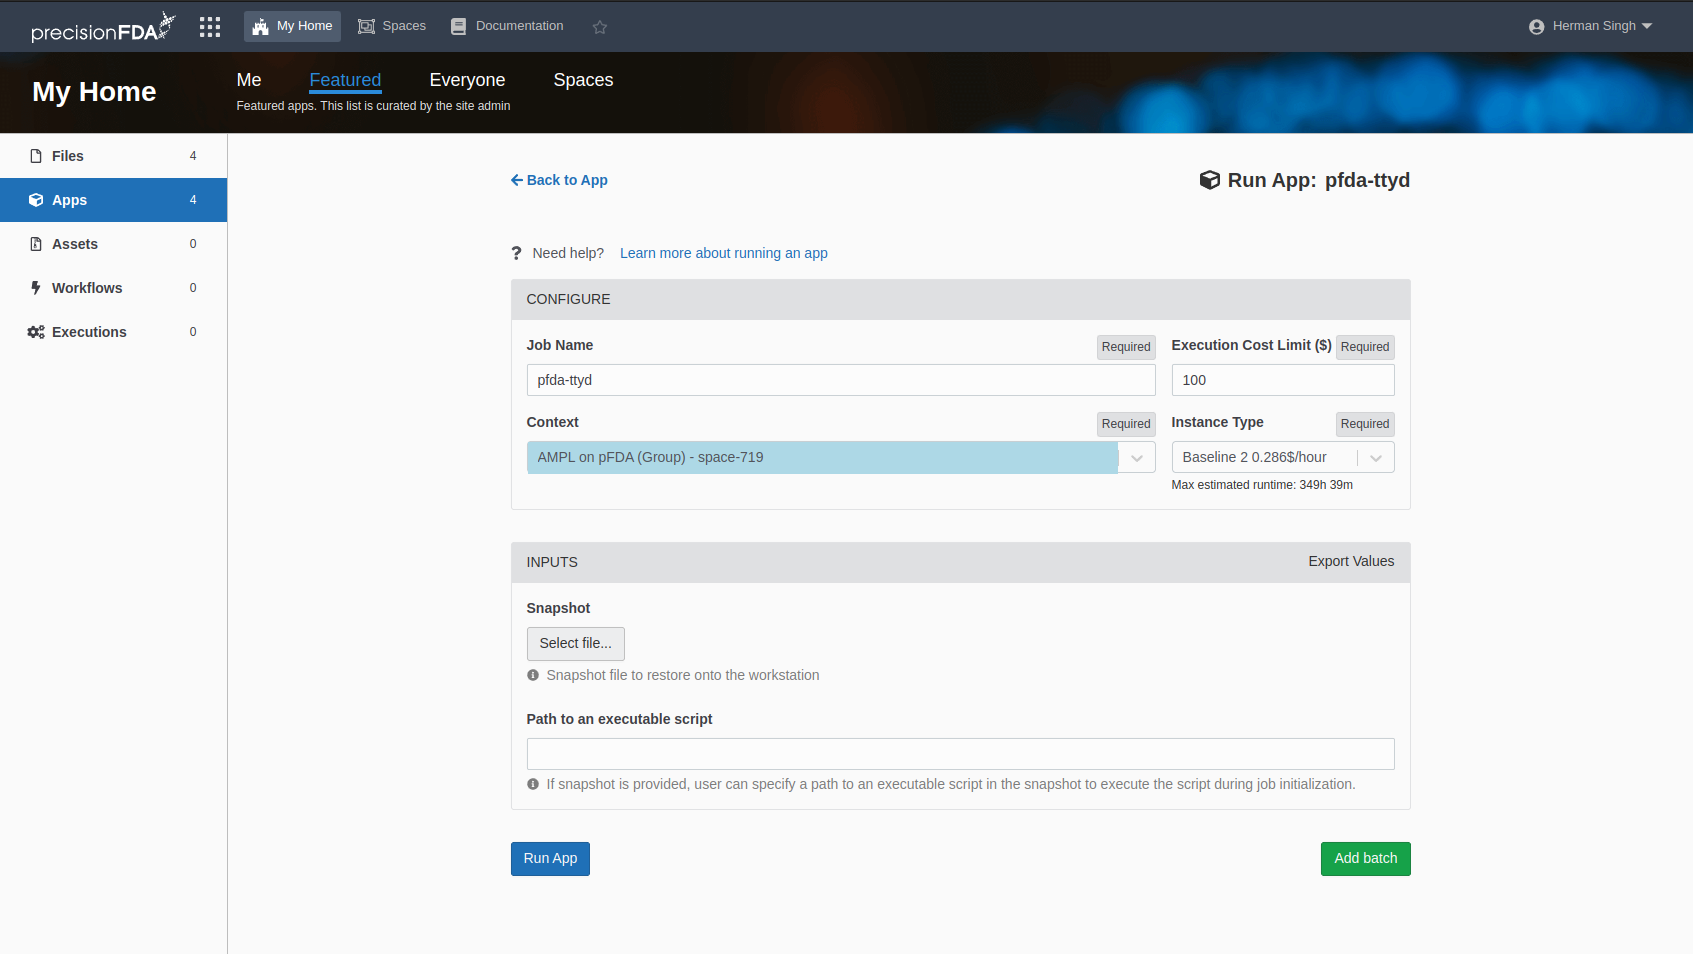 precisionFDA
My Home
Spaces
Documentation
Herman Singh
My Home
Me
Featured
Everyone
Spaces
Featured apps. This list is curated by the site admin
Files 4
Apps 4
Assets 0
Workflows 0
Executions 0
Back to App
Run App: pfda-ttyd
? Need help? Learn more about running an app
CONFIGURE
Job Name Required
Execution Cost Limit ($) Required
pfda-ttyd
100
Context Required
Instance Type Required
AMPL on pFDA (Group) - space-719
Baseline 2 0.286$/hour
Max estimated runtime: 349h 39m
INPUTS
Export Values
Snapshot
Select file...
Snapshot file to restore onto the workstation
Path to an executable script
If snapshot is provided, user can specify a path to an executable script in the snapshot to execute the script during job initialization.
Run App
Add batch